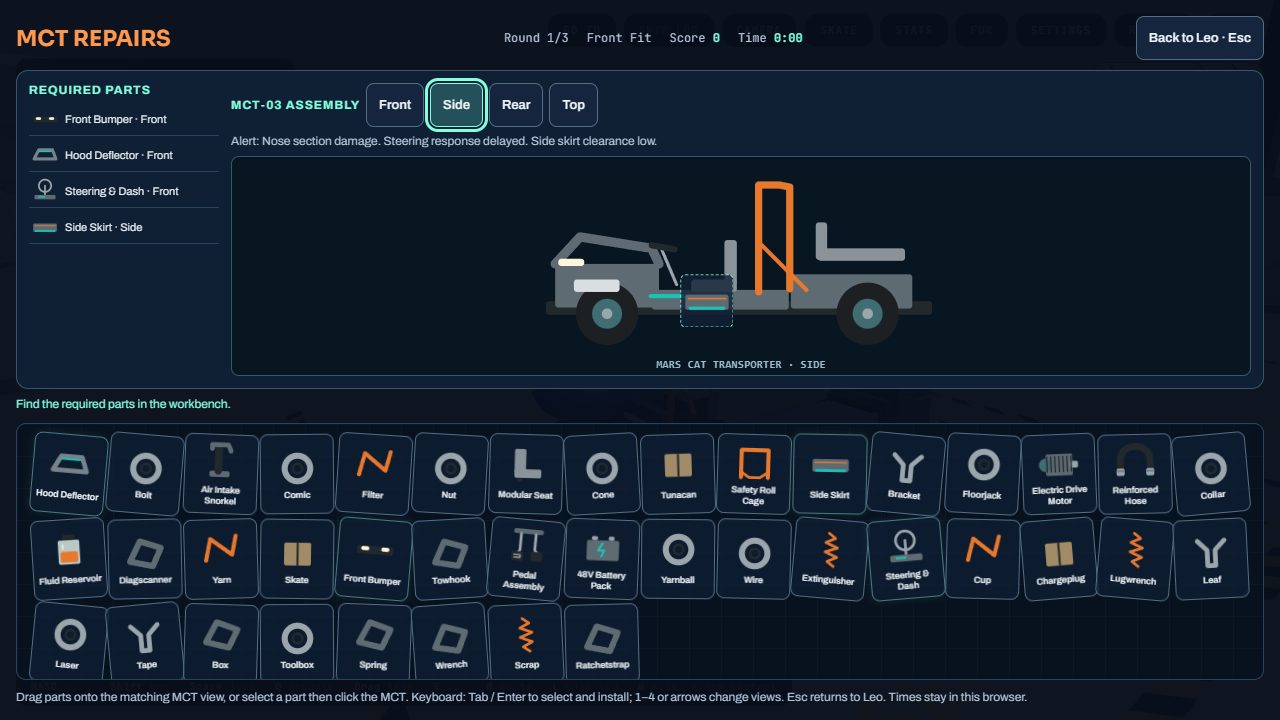 MCT REPAIRS
Round 1/3 Front Fit Score 0 Time 0:00
Back to Leo · Esc
REQUIRED PARTS
Front Bumper · Front
Hood Deflector · Front
Steering & Dash · Front
Side Skirt · Side
MCT-03 ASSEMBLY
Front
Side
Rear
Top
Alert: Nose section damage. Steering response delayed. Side skirt clearance low.
MARS CAT TRANSPORTER · SIDE
Find the required parts in the workbench.
Hood Deflector
Bolt
Air Intake
Snorkel
Comic
Filter
Nut
Modular Seat
Cone
Tunacan
Safety Roll
Cage
Side Skirt
Bracket
Floorjack
Electric Drive
Motor
Reinforced
Hose
Collar
Fluid Reservoir
Diagscanner
Yarn
Skate
Front Bumper
Towhook
Pedal
Assembly
48V Battery
Pack
Yarnball
Wire
Extinguisher
Steering &
Dash
Cup
Chargeplug
Lugwrench
Leaf
Laser
Tape
Box
Toolbox
Spring
Wrench
Scrap
Ratchetstrap
Drag parts onto the matching MCT view, or select a part then click the MCT. Keyboard: Tab / Enter to select and install; 1–4 or arrows change views. Esc returns to Leo. Times stay in this browser.